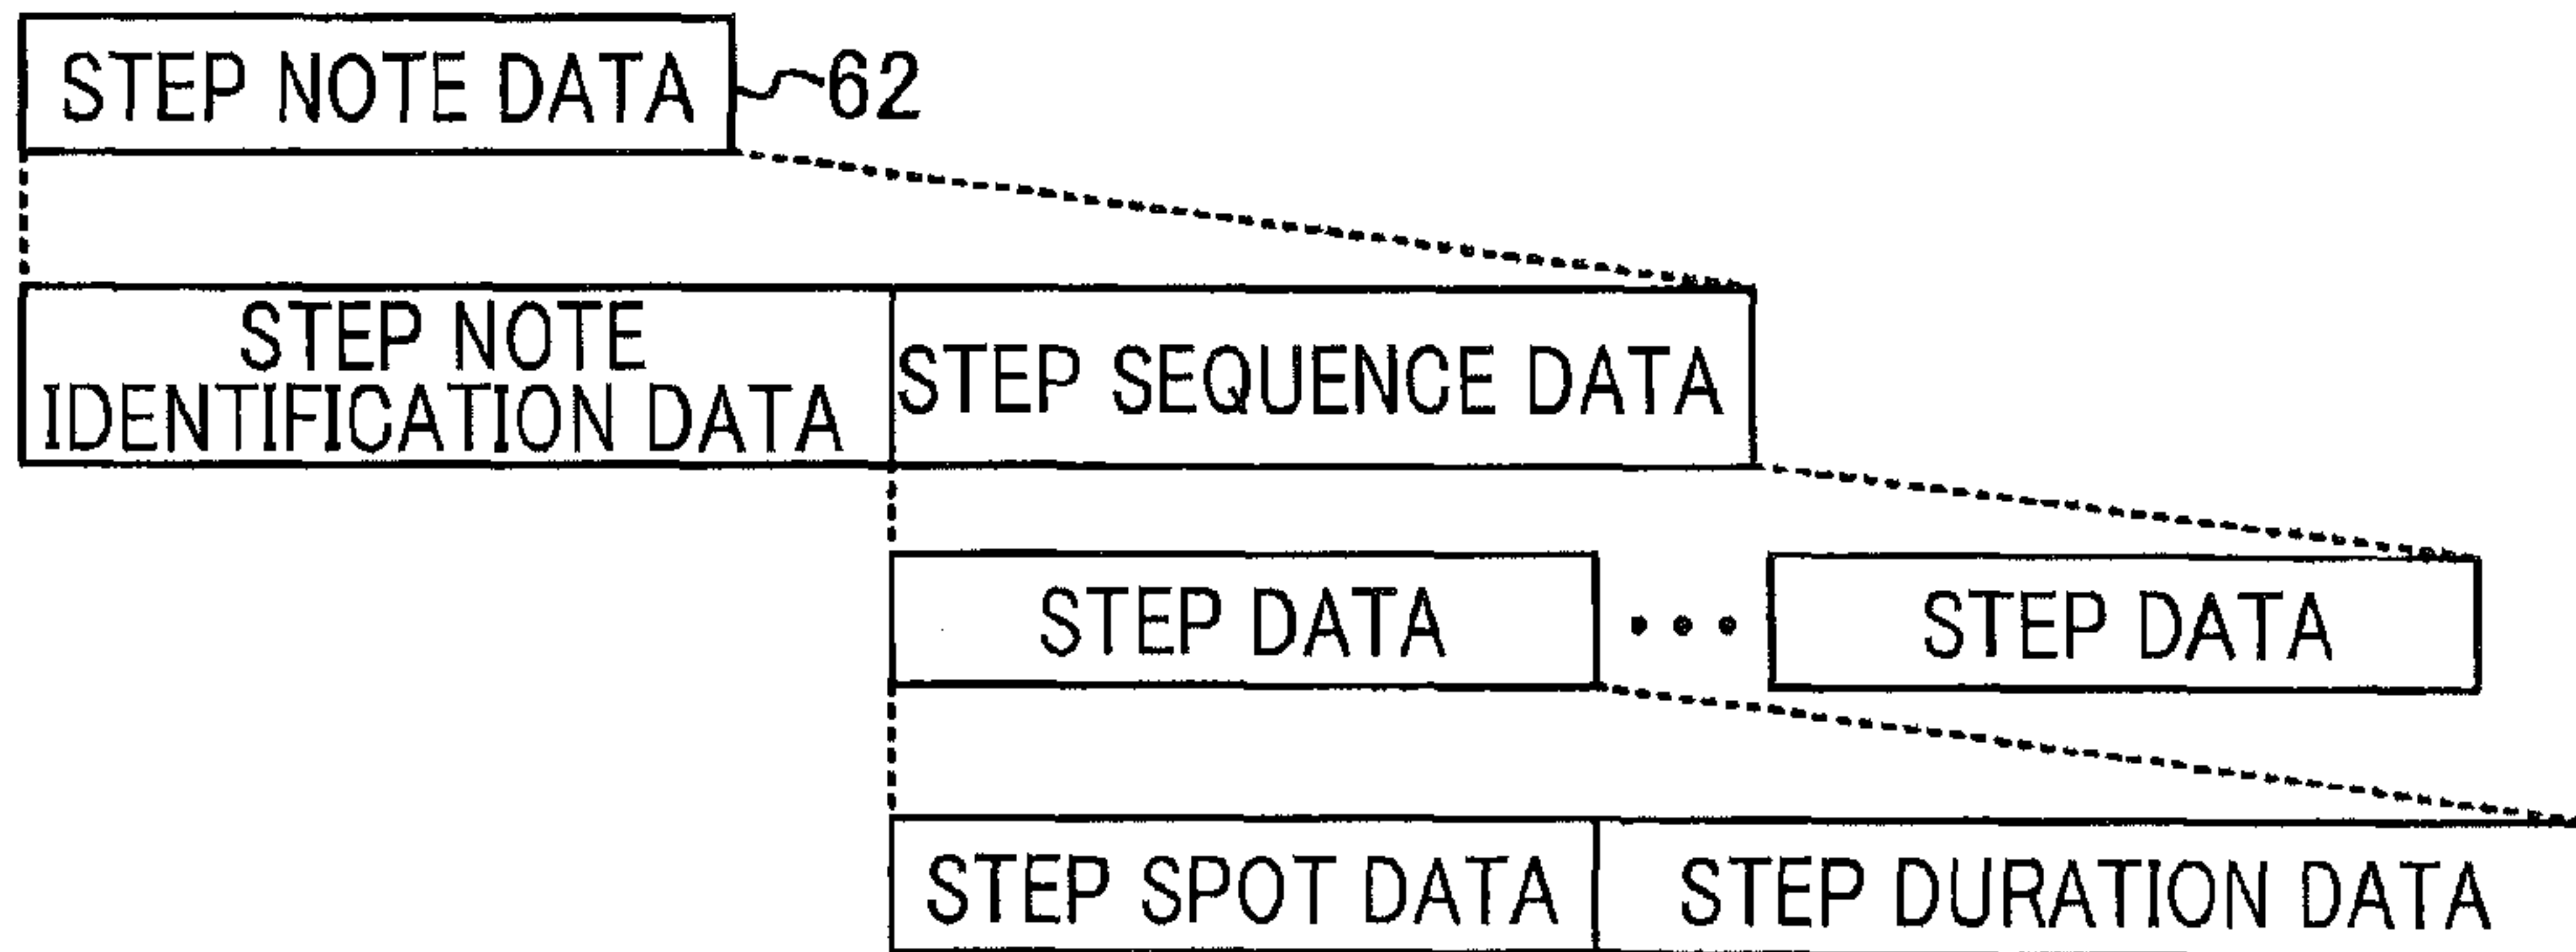 STEP NOTE DATA 62
STEP NOTE
IDENTIFICATION DATA
STEP SEQUENCE DATA
STEP DATA ••• STEP DATA
STEP SPOT DATA
STEP DURATION DATA